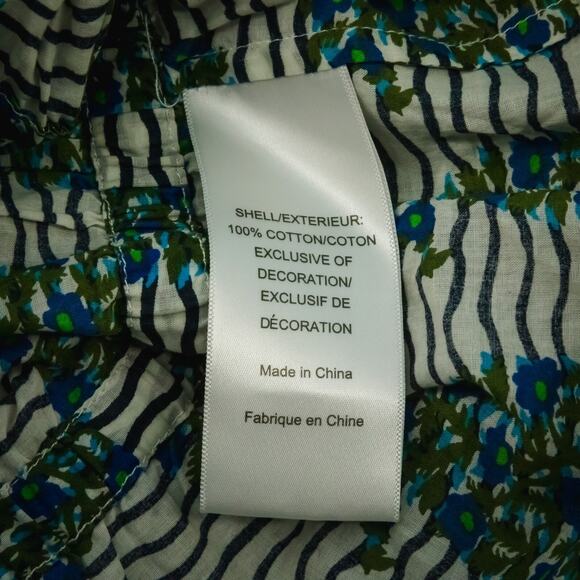 SHELL/EXTERIEUR:
100% COTTON/COTON
EXCLUSIVE OF
DECORATION/
EXCLUSIF DE
DÉCORATION
Made in China
Fabrique en Chine